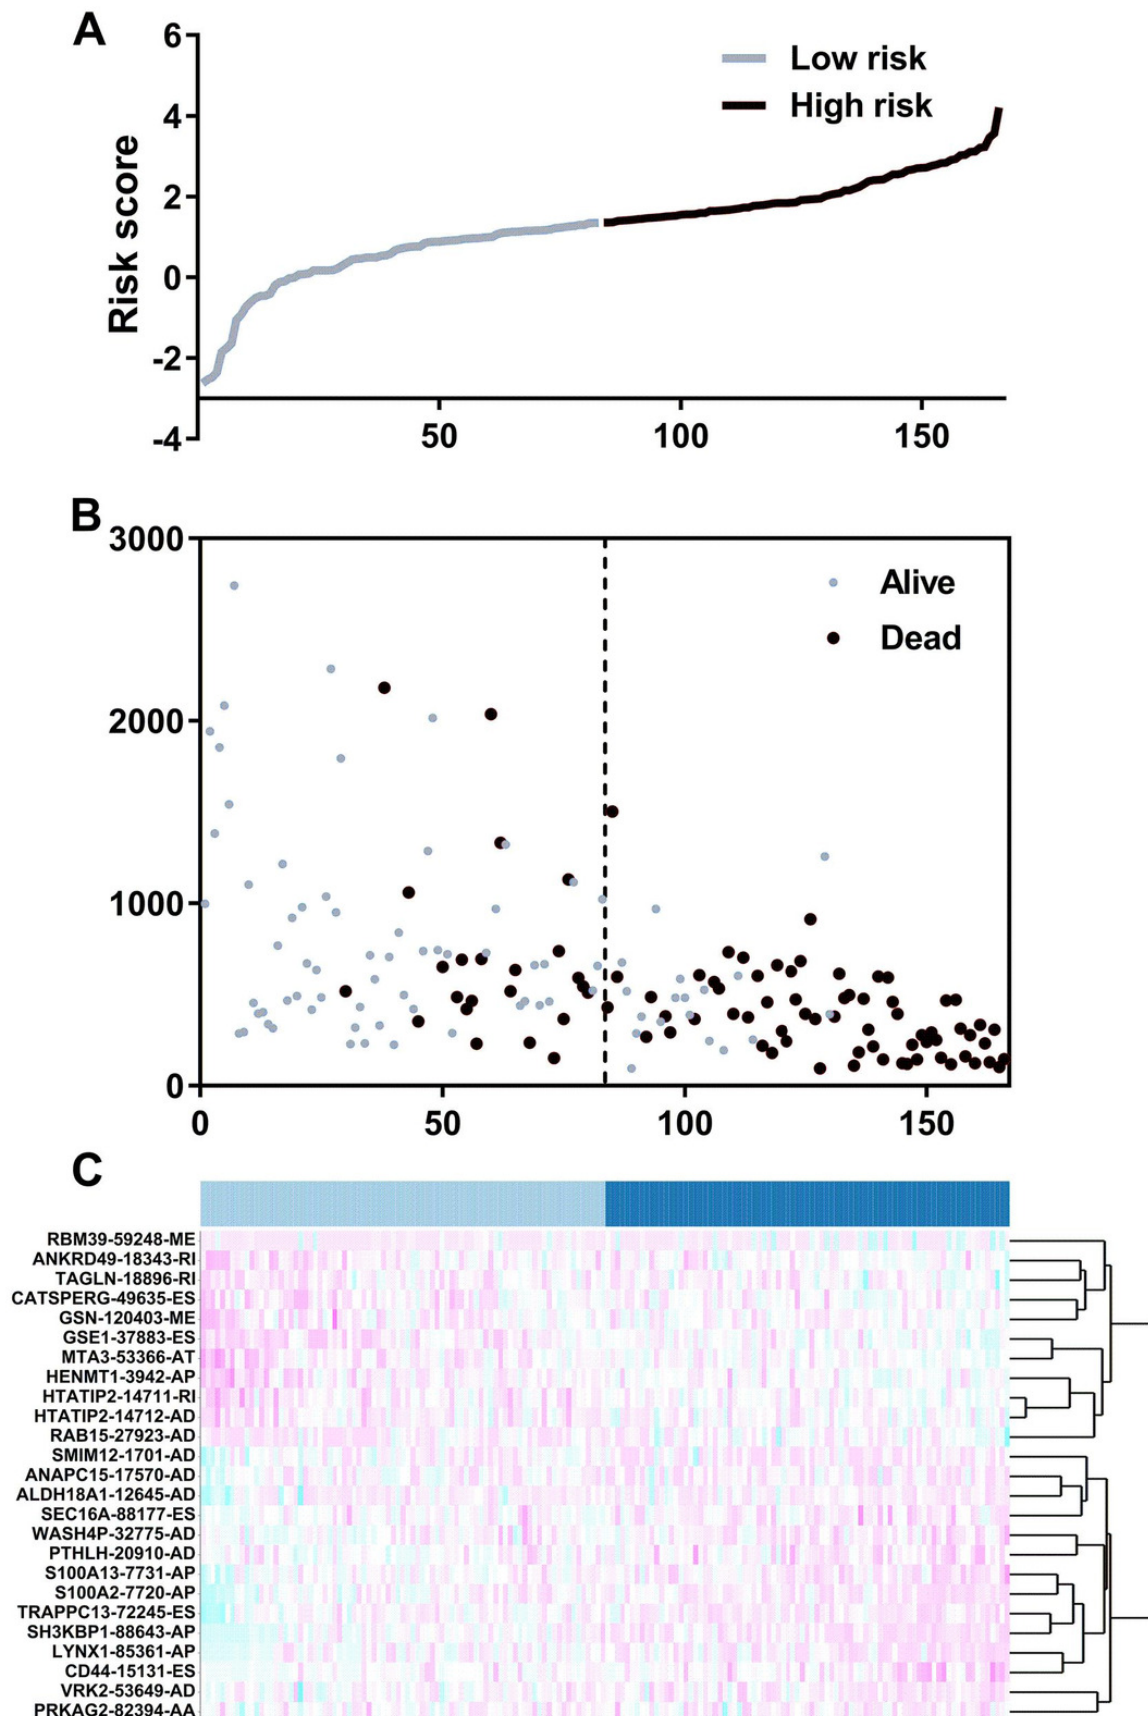 A
6
4
2
0
-2
-4
Risk score
Low risk
High risk
50
100
150
B
3000
2000
1000
0
Alive
Dead
0
50
100
150
C
RBM39-59248-ME
ANKRD49-18343-RI
TAGLN-18896-RI
CATSPERG-49635-ES
GSN-120403-ME
GSE1-37883-ES
MTA3-53366-AT
HENMT1-3942-AP
HTATIP2-14711-RI
HTATIP2-14712-AD
RAB15-27923-AD
SMIM12-1701-AD
ANAPC15-17570-AD
ALDH18A1-12645-AD
SEC16A-88177-ES
WASH4P-32775-AD
PTHLH-20910-AD
S100A13-7731-AP
S100A2-7720-AP
TRAPPC13-72245-ES
SH3KBP1-88643-AP
LYNX1-85361-AP
CD44-15131-ES
VRK2-53649-AD
PRKAG2-82394-AA